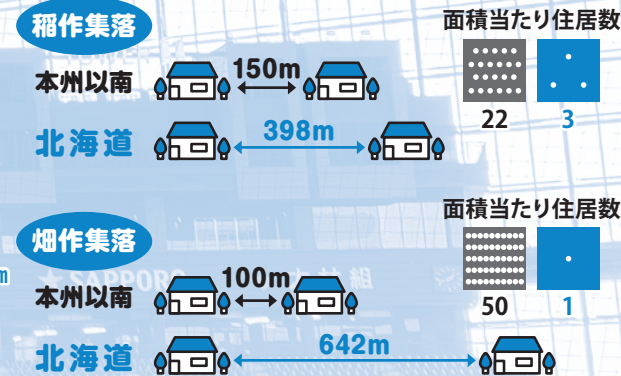 稲作集落
面積当たり住居数
本州以南
150m
北海道
398m
22
3
畑作集落
面積当たり住居数
m
本州以南
100m
50
1
北海道
642m
SAPPORO
組